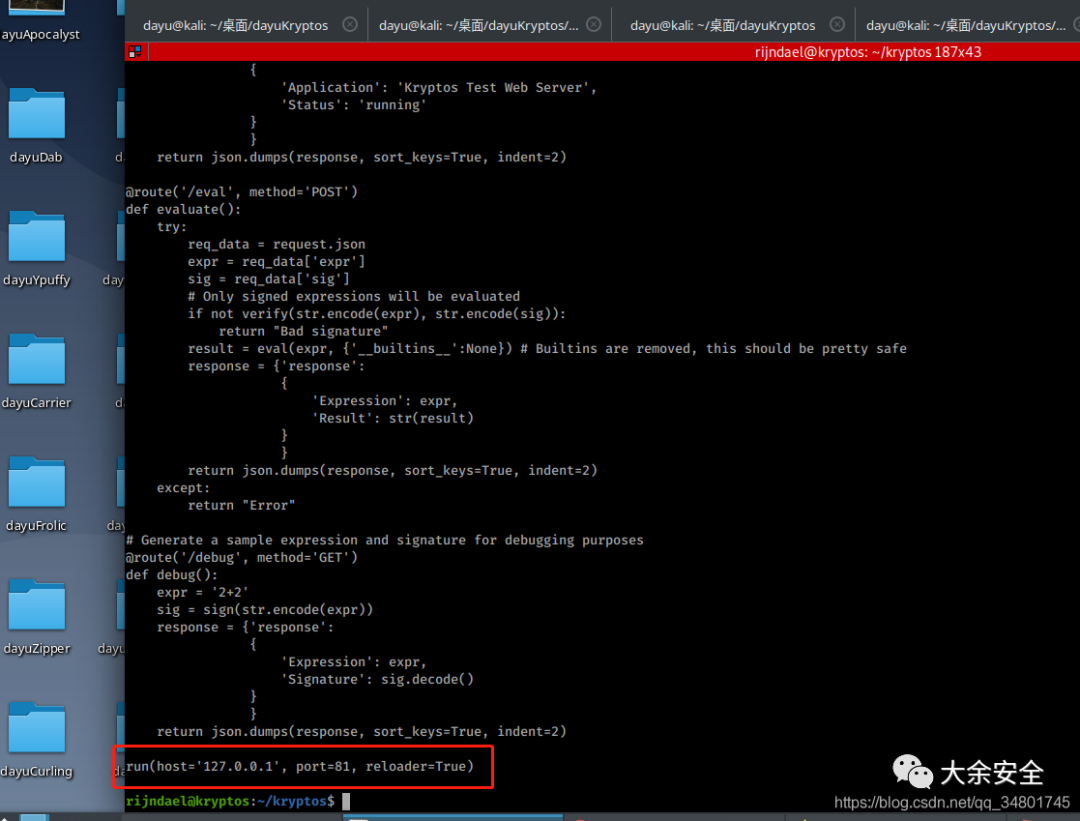 dayu@kali: ~/桌面/dayuKryptos
dayu@kali: ~/桌面/dayuKryptos/...
dayu@kali: ~/桌面/dayuKryptos
dayu@kali: ~/桌面/dayuKryptos/...
rijndael@kryptos: ~/kryptos 187x43
ayuApocalyst
dayuDab
dayuYpuffy
day
dayuCarrier
dayuFrolic
day
dayuZipper
dayu
dayuCurling
{
'Application': 'Kryptos Test Web Server',
'Status': 'running'
}
}
return json.dumps(response, sort_keys=True, indent=2)
@route('/eval', method='POST')
def evaluate():
try:
req_data = request.json
expr = req_data['expr']
sig = req_data['sig']
# Only signed expressions will be evaluated
if not verify(str.encode(expr), str.encode(sig)):
return "Bad signature"
result = eval(expr, {'__builtins__':None}) # Builtins are removed, this should be pretty safe
response = {'response':
{
'Expression': expr,
'Result': str(result)
}
}
return json.dumps(response, sort_keys=True, indent=2)
except:
return "Error"
# Generate a sample expression and signature for debugging purposes
@route('/debug', method='GET')
def debug():
expr = '2+2'
sig = sign(str.encode(expr))
response = {'response':
{
'Expression': expr,
'Signature': sig.decode()
}
}
return json.dumps(response, sort_keys=True, indent=2)
run(host='127.0.0.1', port=81, reloader=True)
rijndael@kryptos:~/kryptos$
大余安全
https://blog.csdn.net/qq_34801745